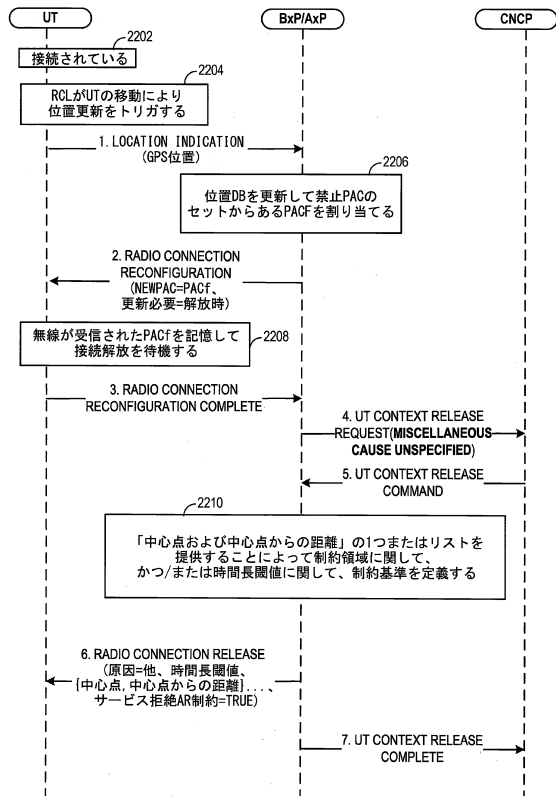 UT
BxP/AxP
CNCP
2202
接続されている
2204
RCLがUTの移動により
位置更新をトリガする
1. LOCATION INDICATION
(GPS位置)
2206
位置DBを更新して禁止PACの
セットからあるPACFを割り当てる
2. RADIO CONNECTION
RECONFIGURATION
(NEWPAC=PACf、
更新必要=解放時)
無線が受信されたPACfを記憶して
接続解放を待機する
2208
3. RADIO CONNECTION
RECONFIGURATION COMPLETE
4. UT CONTEXT RELEASE
REQUEST(MISCELLANEOUS
CAUSE UNSPECIFIED)
5. UT CONTEXT RELEASE
COMMAND
2210
「中心点および中心点からの距離」の1つまたはリストを
提供することによって制約領域に関して、
かつ/または時間長閾値に関して、制約基準を定義する
6. RADIO CONNECTION RELEASE
(原因=他、時間長閾値、
{中心点,中心点からの距離}...、
サービス拒絶AR制約=TRUE)
7. UT CONTEXT RELEASE
COMPLETE